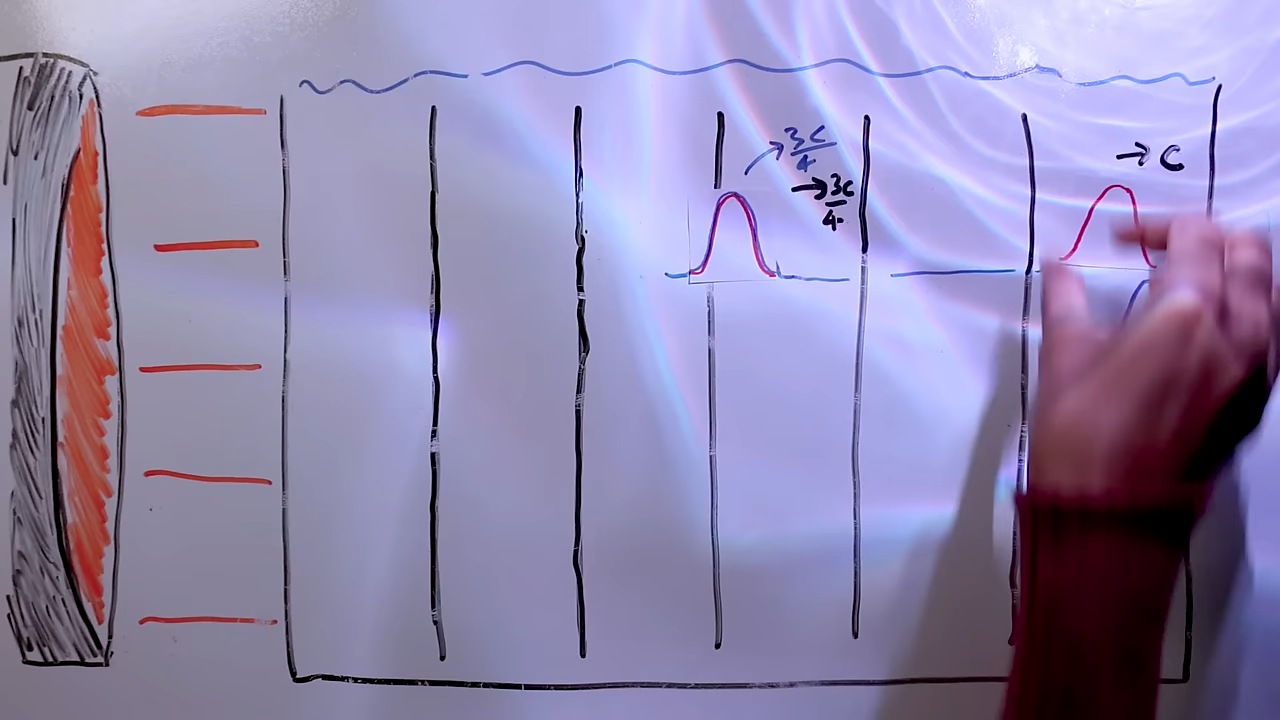 → 3C/4
→ 3C/4
→ C